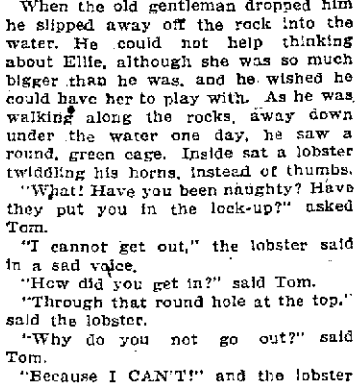 When the old gentleman dropped him
he slipped away off the rock into the
water. He could not help thinking
about Ellie, although she was so much
bigger than he was, and he wished he
could have her to play with. As he was
walking along the rocks, away down
under the water one day, he saw a
round, green cage. Inside sat a lobster
twiddling his horns, instead of thumbs.
"What! Have you been naughty? Have
they put you in the lock-up?" asked
Tom.
"I cannot get out," the lobster said
in a sad voice.
"How did you get in?" said Tom.
"Through that round hole at the top,"
said the lobster.
"Why do you not go out?" said
Tom.
"Because I CAN'T!" and the lobster